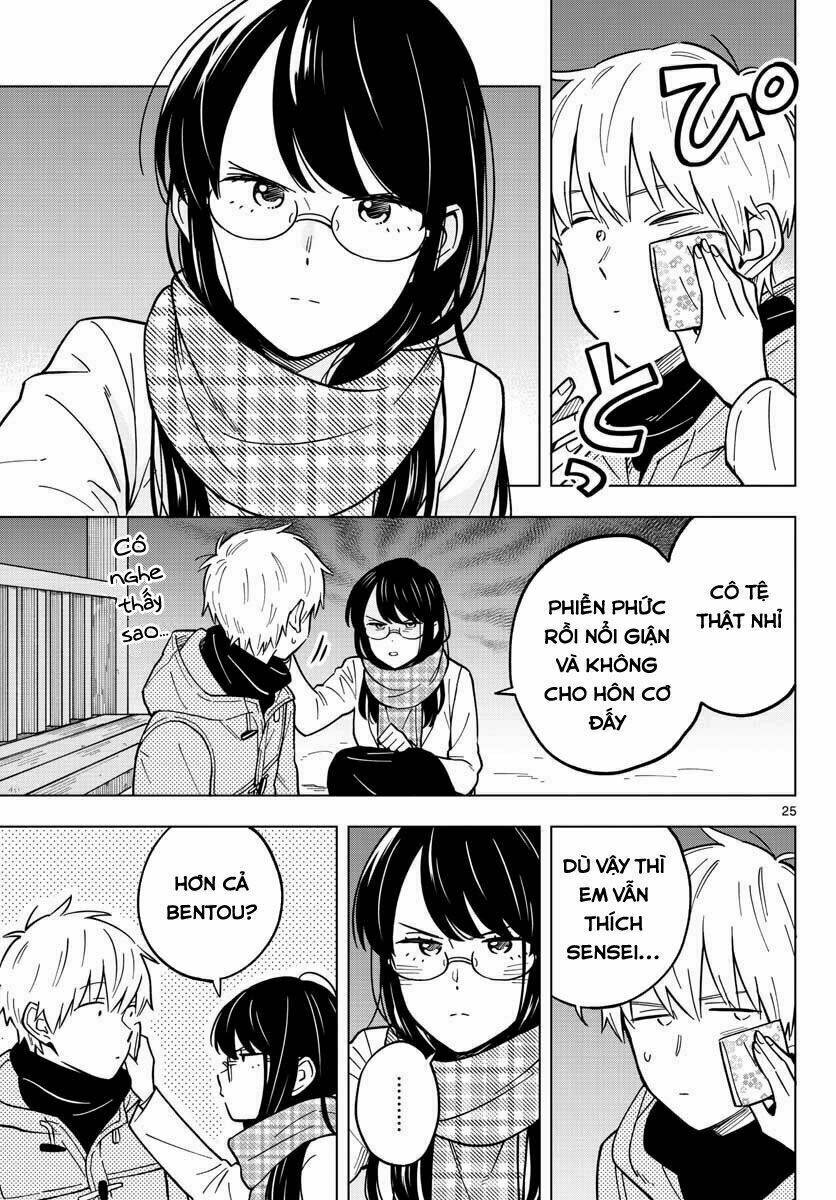 ぴ
とっ
CÔ TỆ
THẬT NHỈ
PHIỀN PHỨC
RỒI NỔI GIẬN
VÀ KHÔNG
CHO HÔN CƠ
ĐẤY
Cô
nghe
thấy
sao...
25
DÙ VẬY THÌ
EM VẪN
THÍCH
SENSEI...
........
HƠN CẢ
BENTOU?